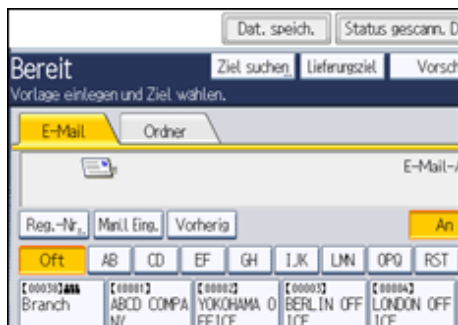 Dat. speich. Status gescann. D
Bereit Ziel suchen Lieferungsziel Vorsch
Vorlage einlegen und Ziel wählen.
E-Mail Ordner
E-Mail-A
Reg.-Nr. Manll Eing. Vorherig An
Oft AB CD EF GH IJK LMN OPQ RST
[00030] [00001] [00002] [00003] [00004]
Branch ABCD COMPA YOKOHAMA O BERLIN OFF LONDON OFF
NY FFICE ICE ICE